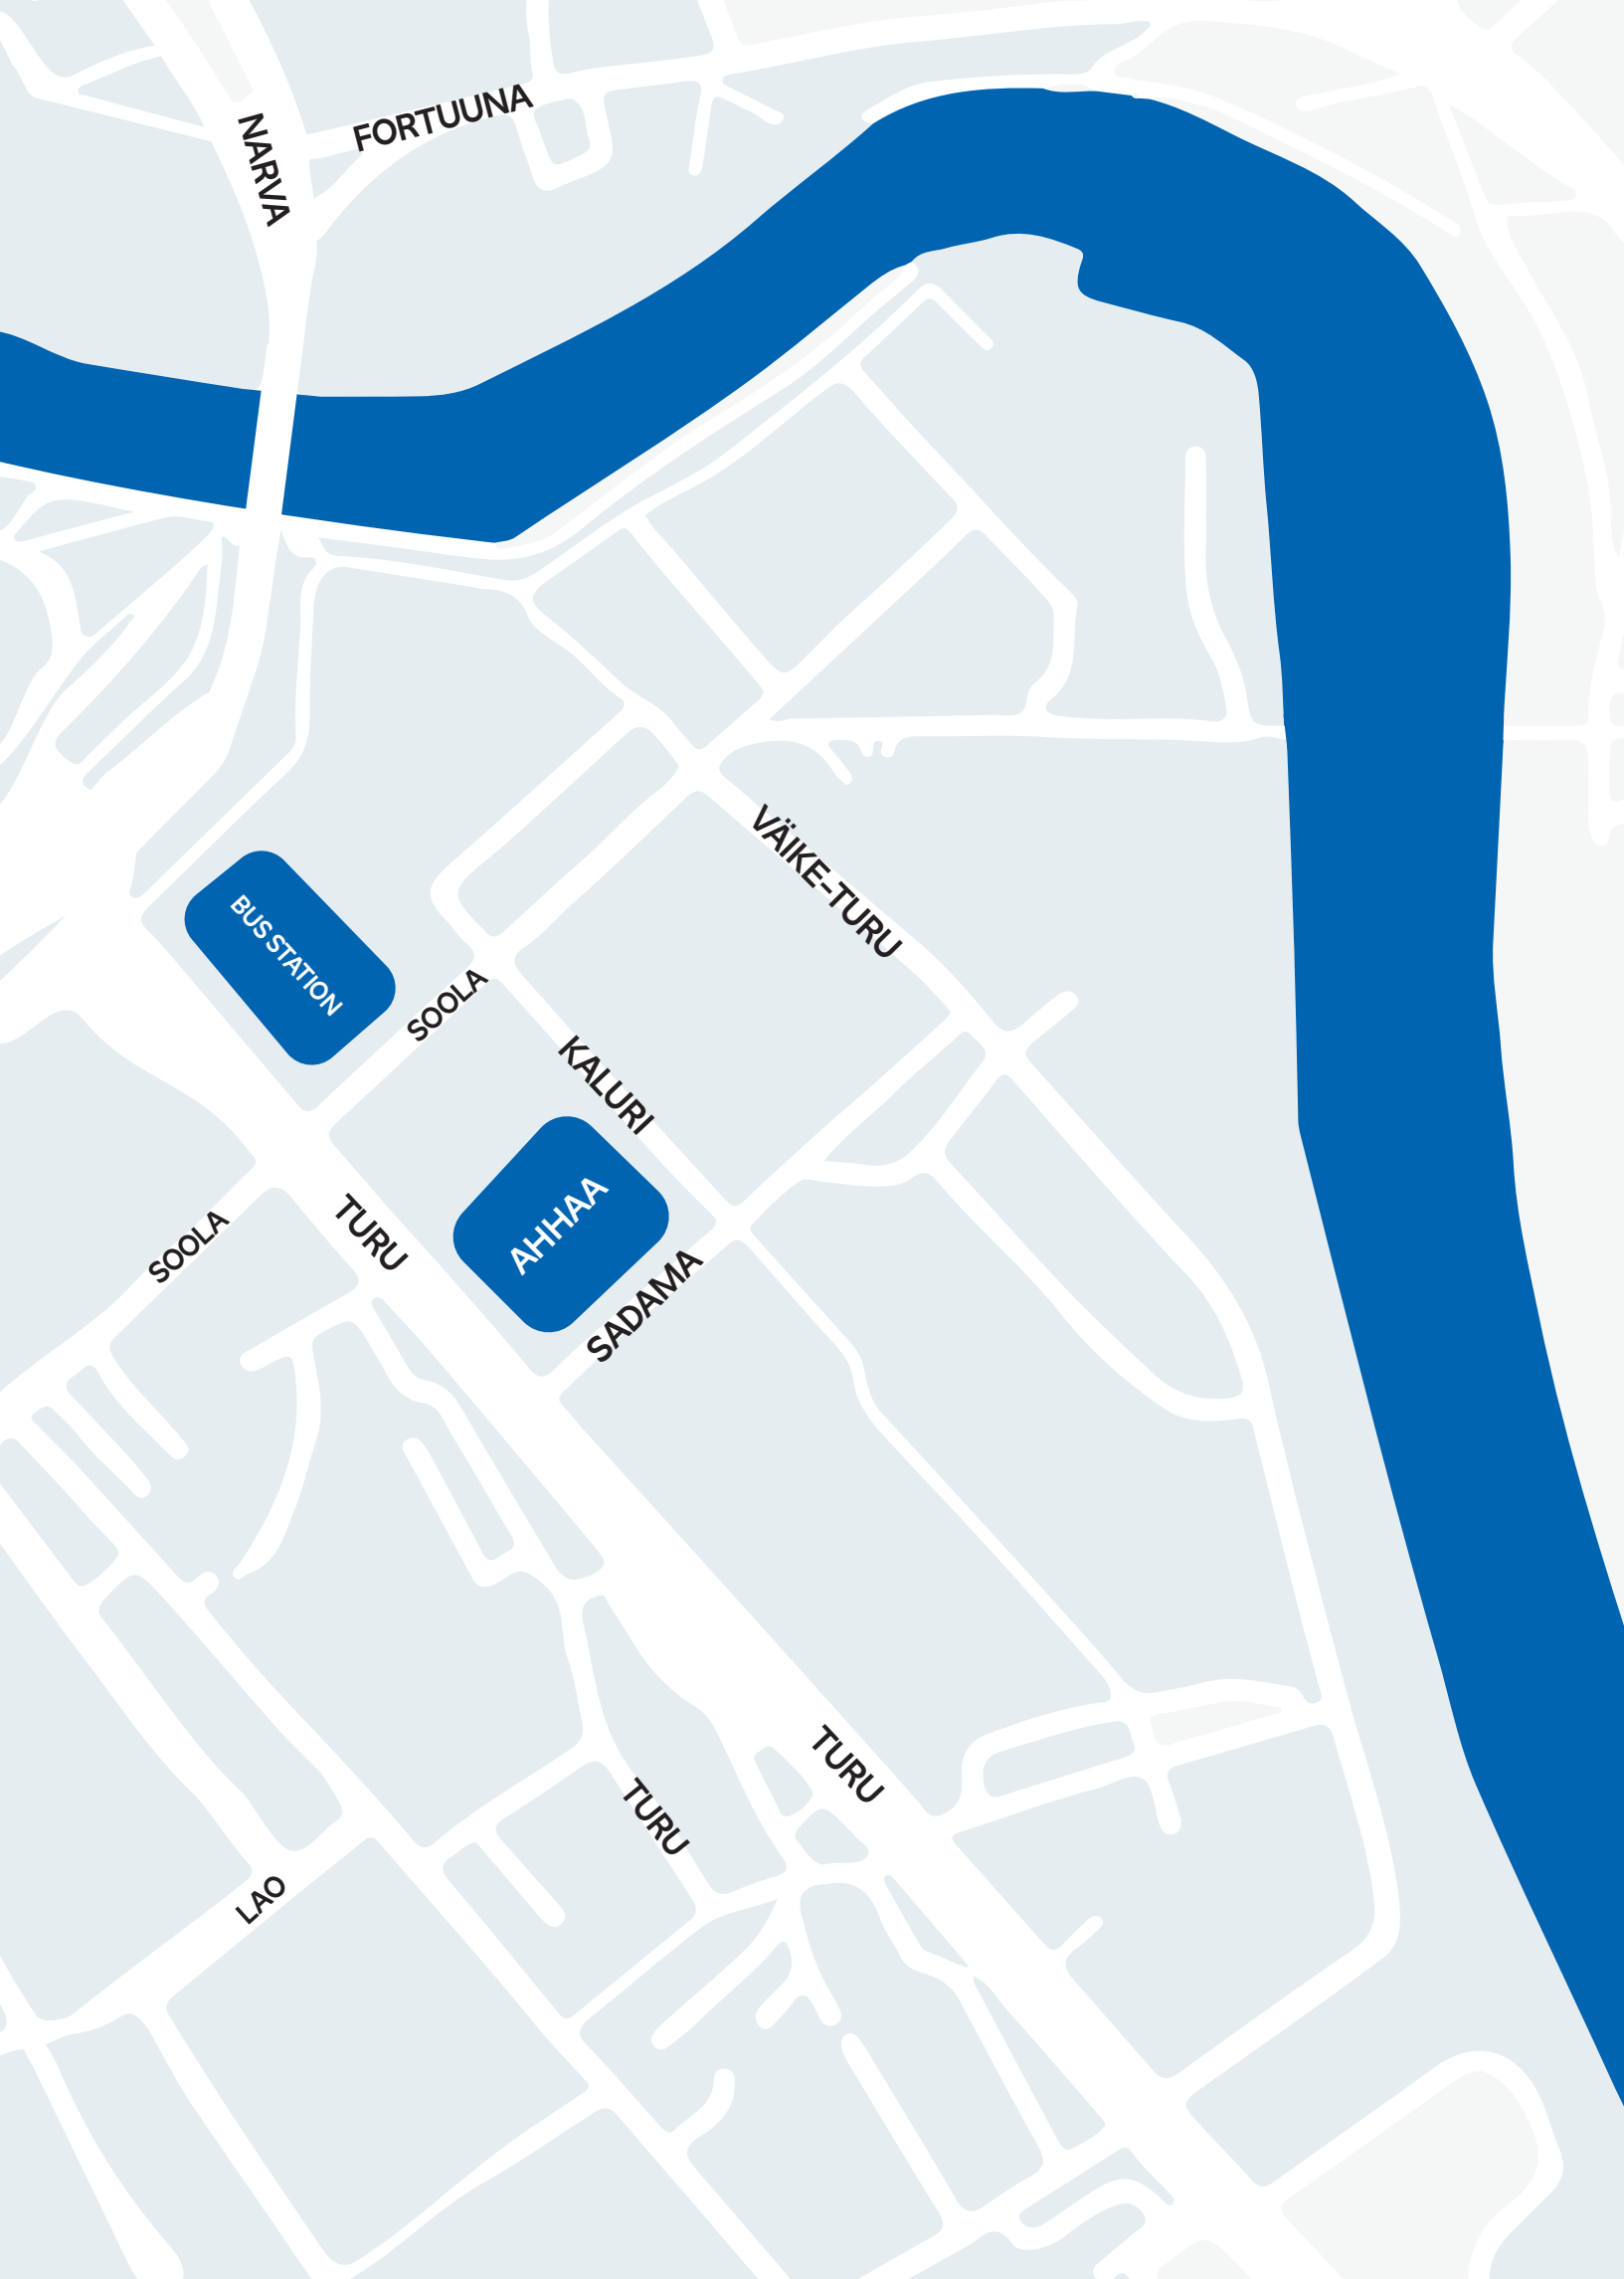 FORTUUNA
NARVA
VÄIKE-TURU
BUS STATION
SOOLA
KALURI
AHHAA
SOOLA
TURU
SADAMA
TURU
TURU
LAO